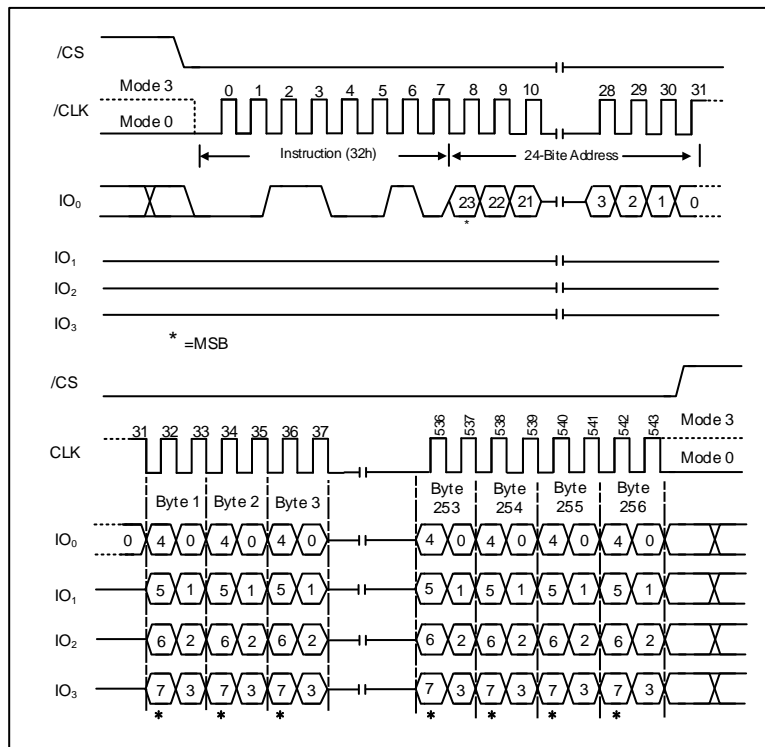 /CS
Mode 3
0 1 2 3 4 5 6 7 8 9 10 28 29 30 31
/CLK
Mode 0
Instruction (32h) 24-Bite Address
IO₀ 23 22 21 3 2 1 0
*
IO₁
IO₂
IO₃
* =MSB
/CS
31 32 33 34 35 36 37 536 537 538 539 540 541 542 543 Mode 3
CLK
Mode 0
Byte 1 Byte 2 Byte 3 Byte 253 Byte 254 Byte 255 Byte 256
IO₀ 0 4 0 4 0 4 0 4 0 4 0 4 0 4 0
IO₁ 5 1 5 1 5 1 5 1 5 1 5 1 5 1
IO₂ 6 2 6 2 6 2 6 2 6 2 6 2 6 2
IO₃ 7 3 7 3 7 3 7 3 7 3 7 3 7 3
* * * * * * *